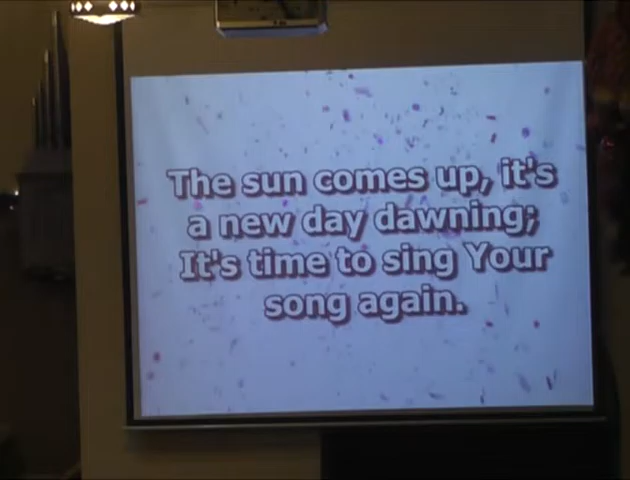 The sun comes up, it's
a new day dawning;
It's time to sing Your
song again.